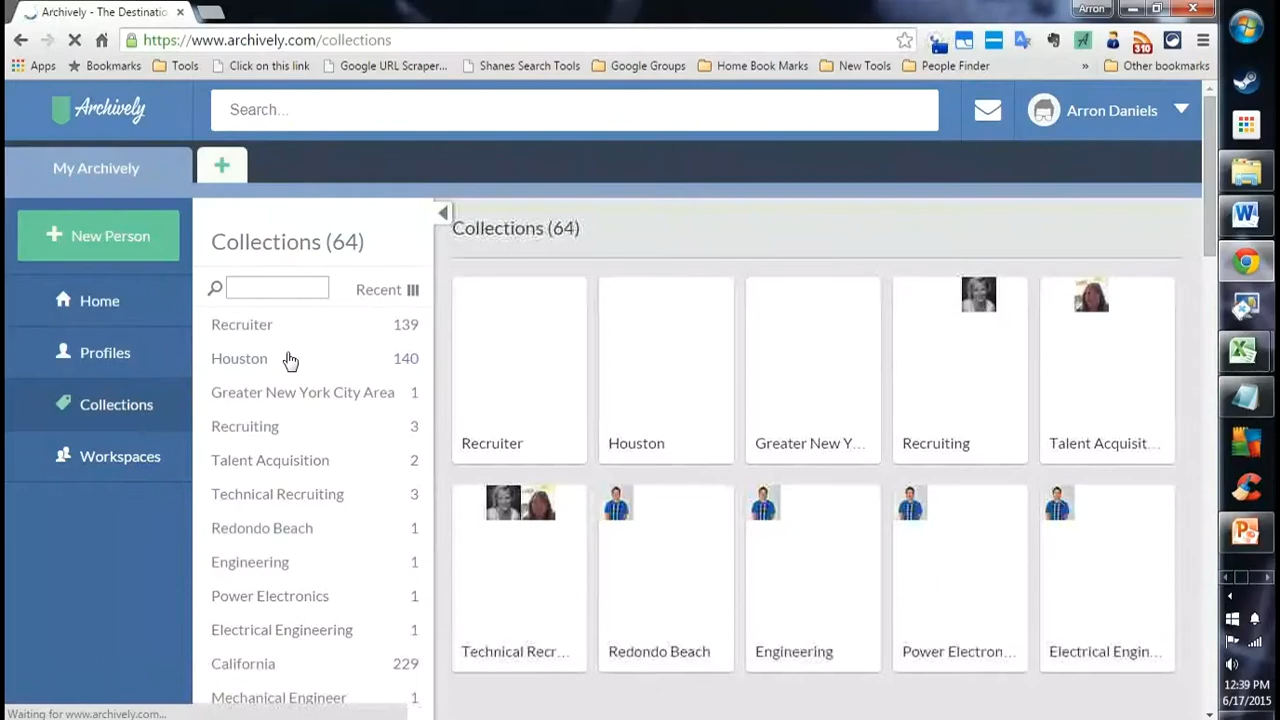 Archively - The Destinatio
Arron
https://www.archively.com/collections
310
Apps
Bookmarks
Tools
Click on this link
Google URL Scraper...
Shares Search Tools
Google Groups
Home Book Marks
New Tools
People Finder
»
Other bookmarks
Archively
Search...
Arron Daniels
My Archively
+
+ New Person
Home
Profiles
Collections
Workspaces
Collections (64)
Recent
Recruiter 139
Houston 140
Greater New York City Area 1
Recruiting 3
Talent Acquisition 2
Technical Recruiting 3
Redondo Beach 1
Engineering 1
Power Electronics 1
Electrical Engineering 1
California 229
Mechanical Engineer 1
Collections (64)
Recruiter
Houston
Greater New Y...
Recruiting
Talent Acquisit...
Technical Recr...
Redondo Beach
Engineering
Power Electron...
Electrical Engin...
Waiting for www.archively.com...
12:39 PM
6/17/2015